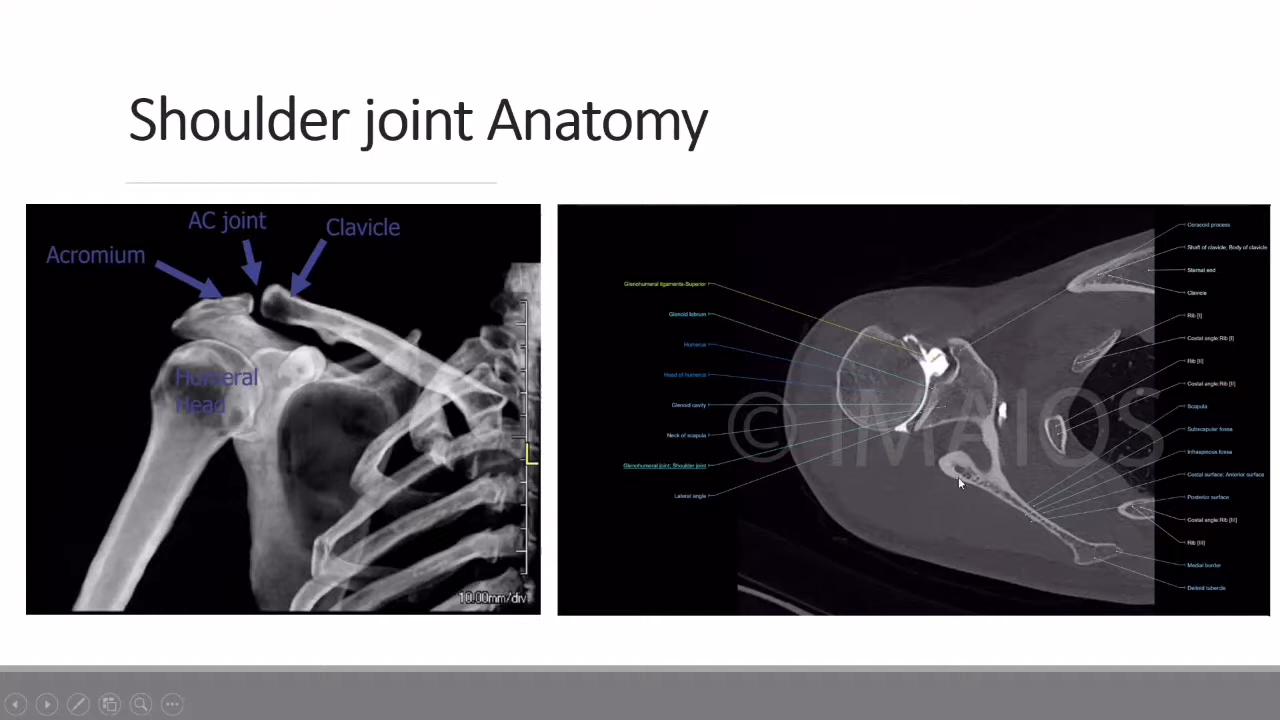 Shoulder joint Anatomy
AC joint
Clavicle
Acromium
Humeral
Head
10.00mm/div
Glenohumeral ligaments-Superior
Glenoid labrum
Humerus
Head of humerus
Glenoid cavity
Neck of scapula
Glenohumeral joint; Shoulder joint
Lateral angle
© IMAIOS
Coracoid process
Shaft of clavicle; Body of clavicle
Sternal end
Clavicle
Rib [I]
Costal angle:Rib [I]
Rib [II]
Costal angle:Rib [II]
Scapula
Subscapular fossa
Infraspinous fossa
Costal surface; Anterior surface
Posterior surface
Costal angle:Rib [III]
Rib [III]
Medial border
Deltoid tubercle